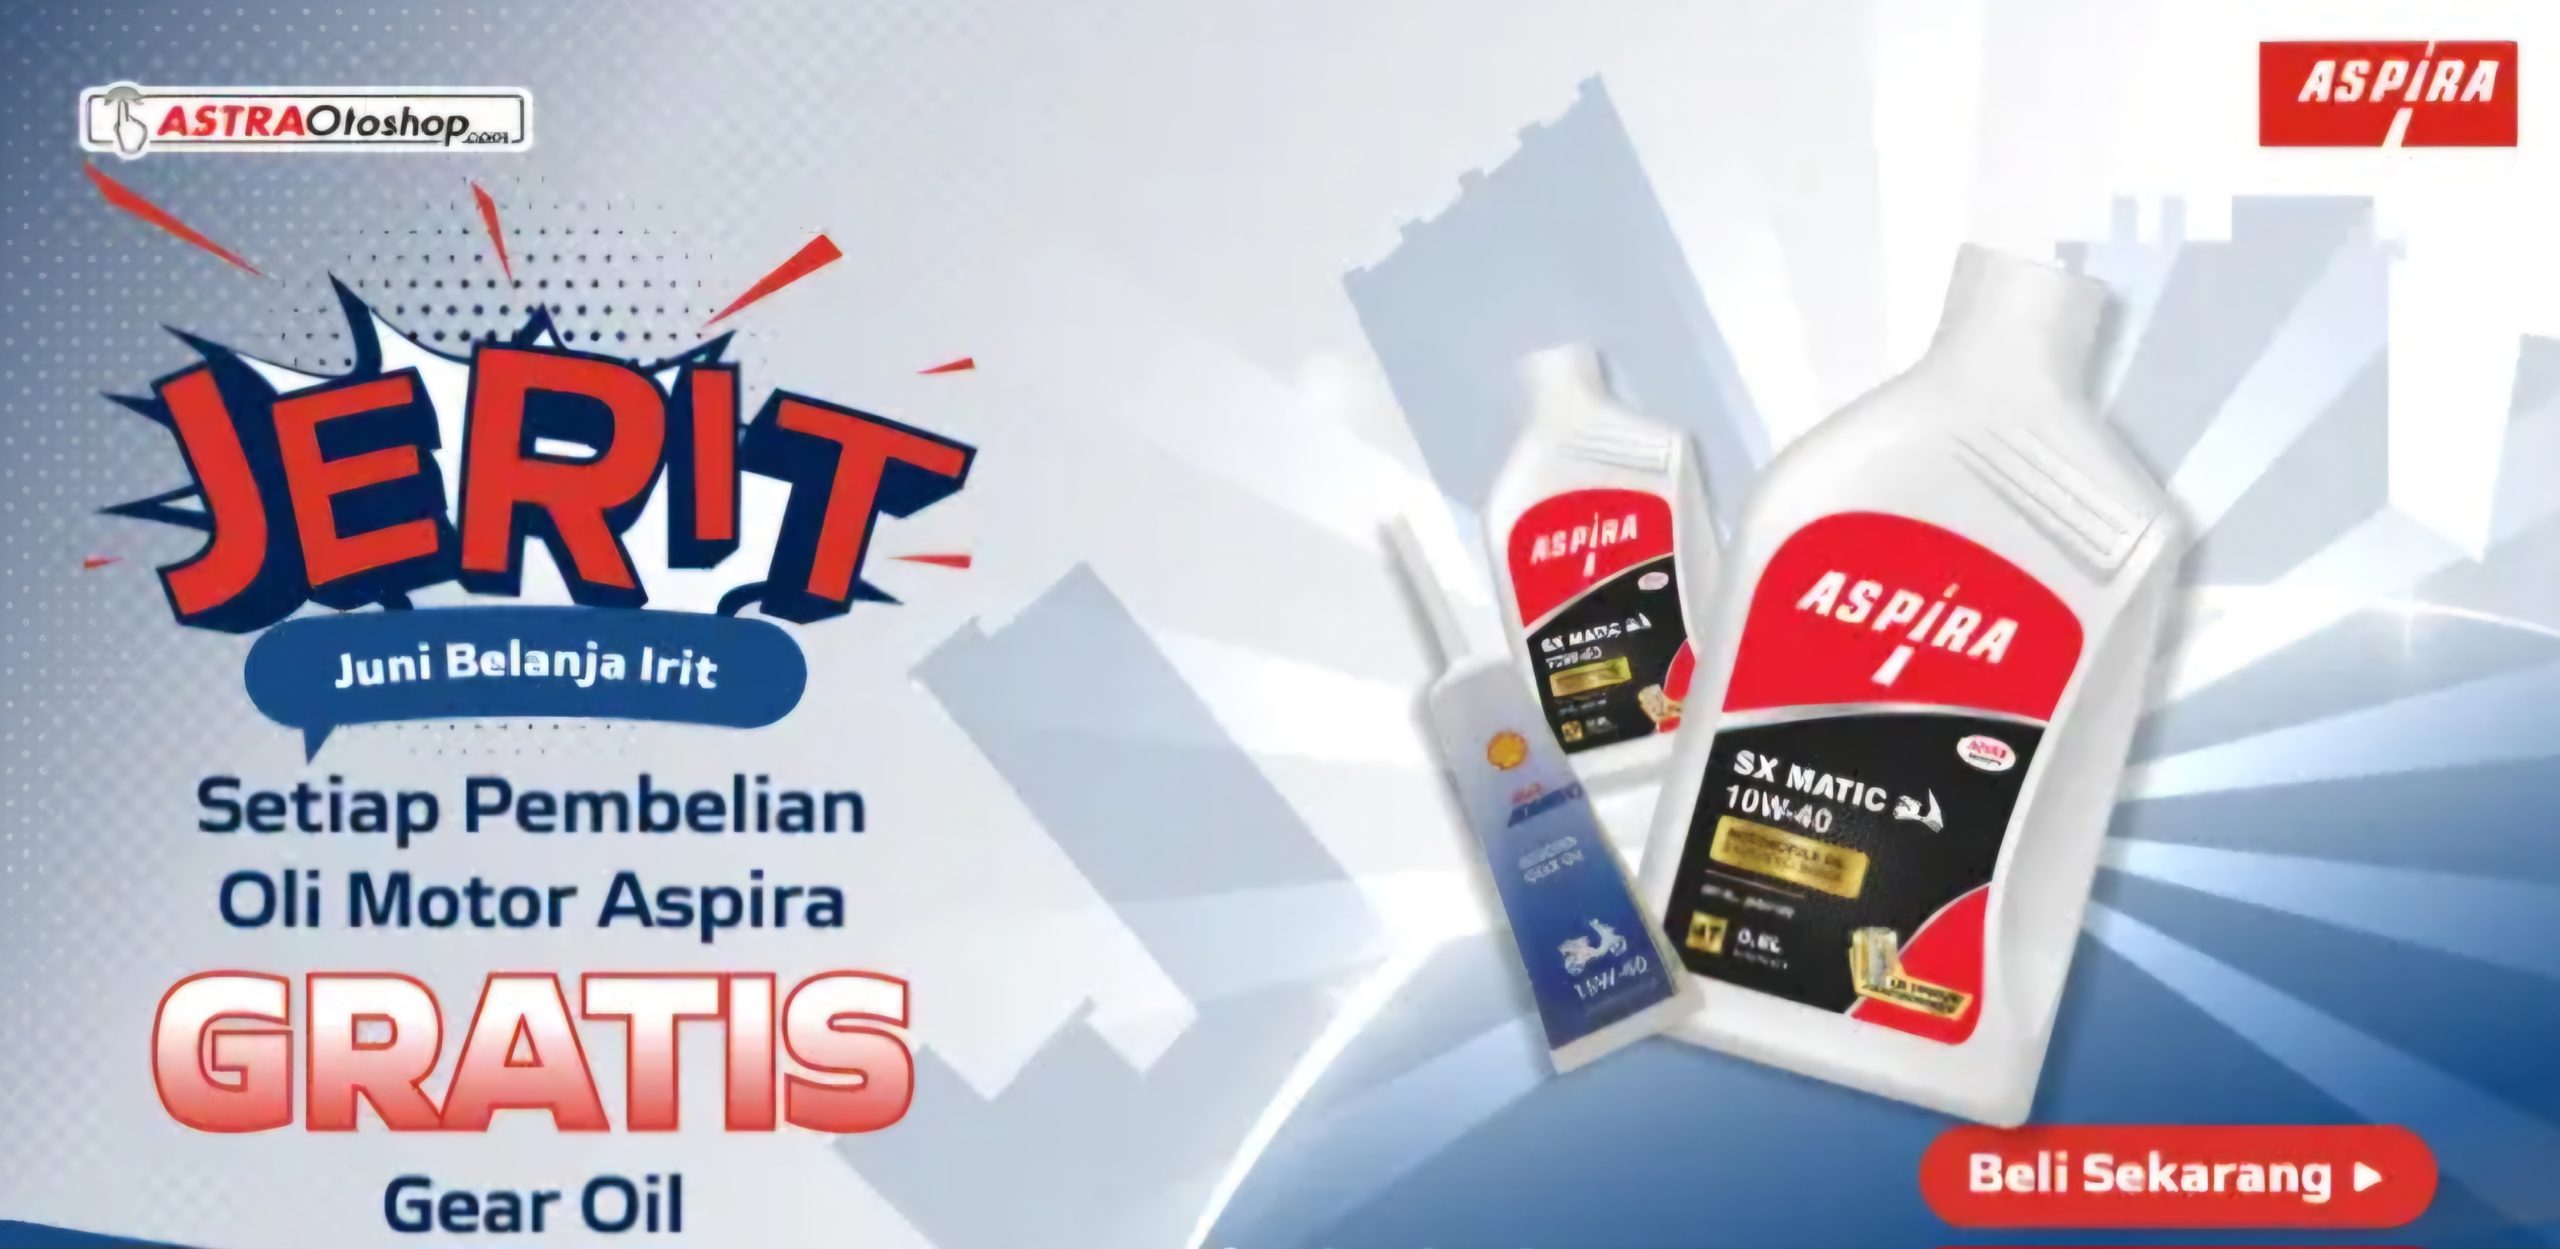 ASTRAOtoshop.com
ASPIRA
JERIT
Juni Belanja Irit
Setiap Pembelian
Oli Motor Aspira
GRATIS
Gear Oil
ASPIRA
ASPIRA
SX MATIC
10W-40
Beli Sekarang